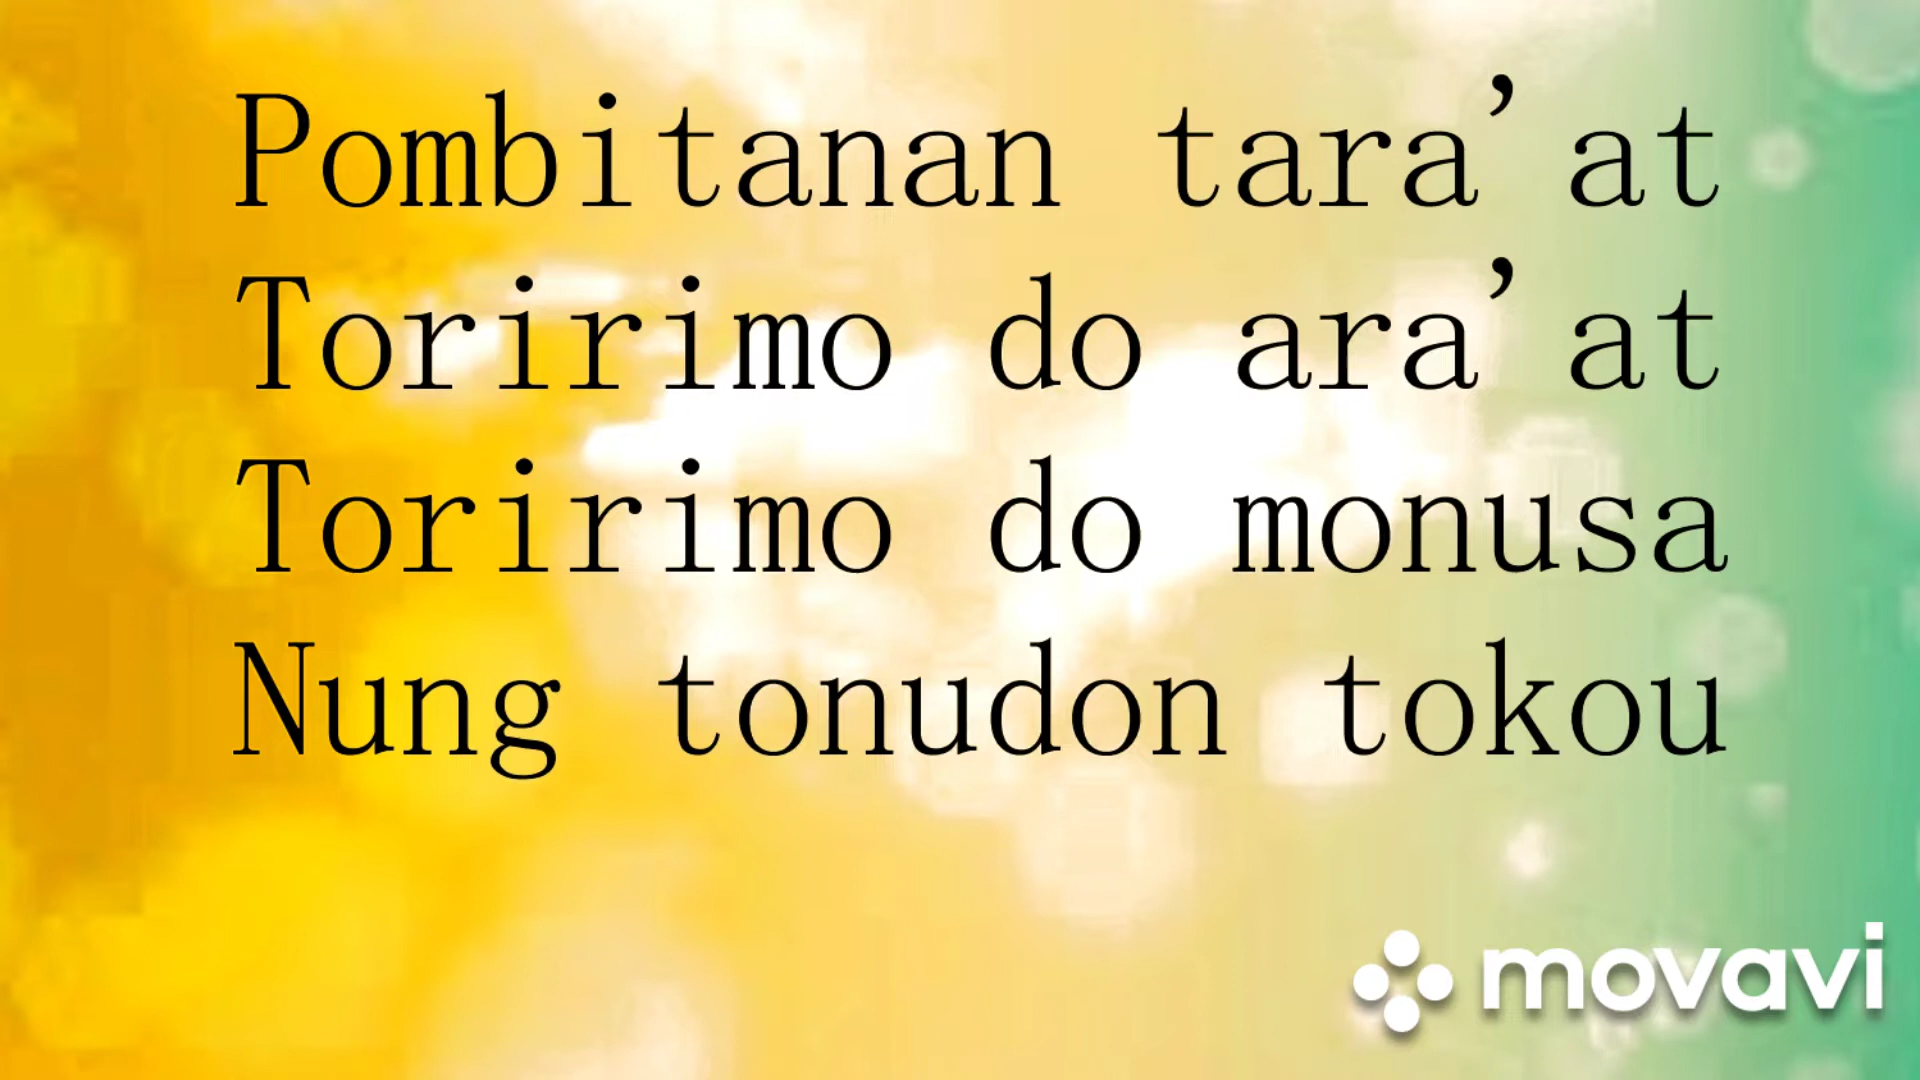 Pombitanan tara’at
Toririmo do ara’at
Toririmo do monusa
Nung tonudon tokou
movavi